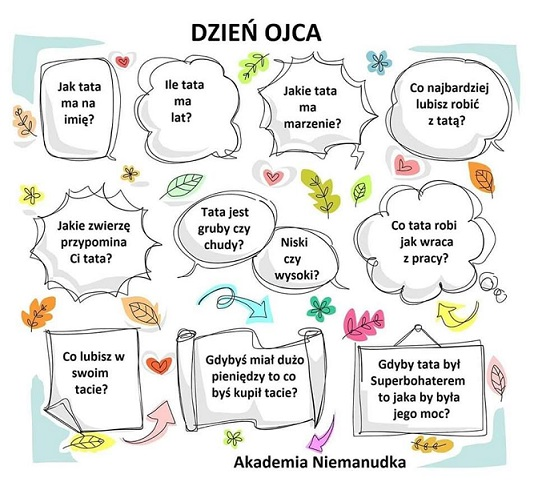 DZIEŃ OJCA
Jak tata
ma na
imię?
Ile tata
ma
lat?
Jakie tata
ma
marzenie?
Co najbardziej
lubisz robić
z tatą?
Jakie zwierzę
przypomina
Ci tata?
Tata jest
gruby czy
chudy?
Niski
czy
wysoki?
Co tata robi
jak wraca
z pracy?
Co lubisz w
swoim
tacie?
Gdybyś miał dużo
pieniędzy to co
byś kupił tacie?
Gdyby tata był
Superbohaterem
to jaka by była
jego moc?
Akademia Niemanudka